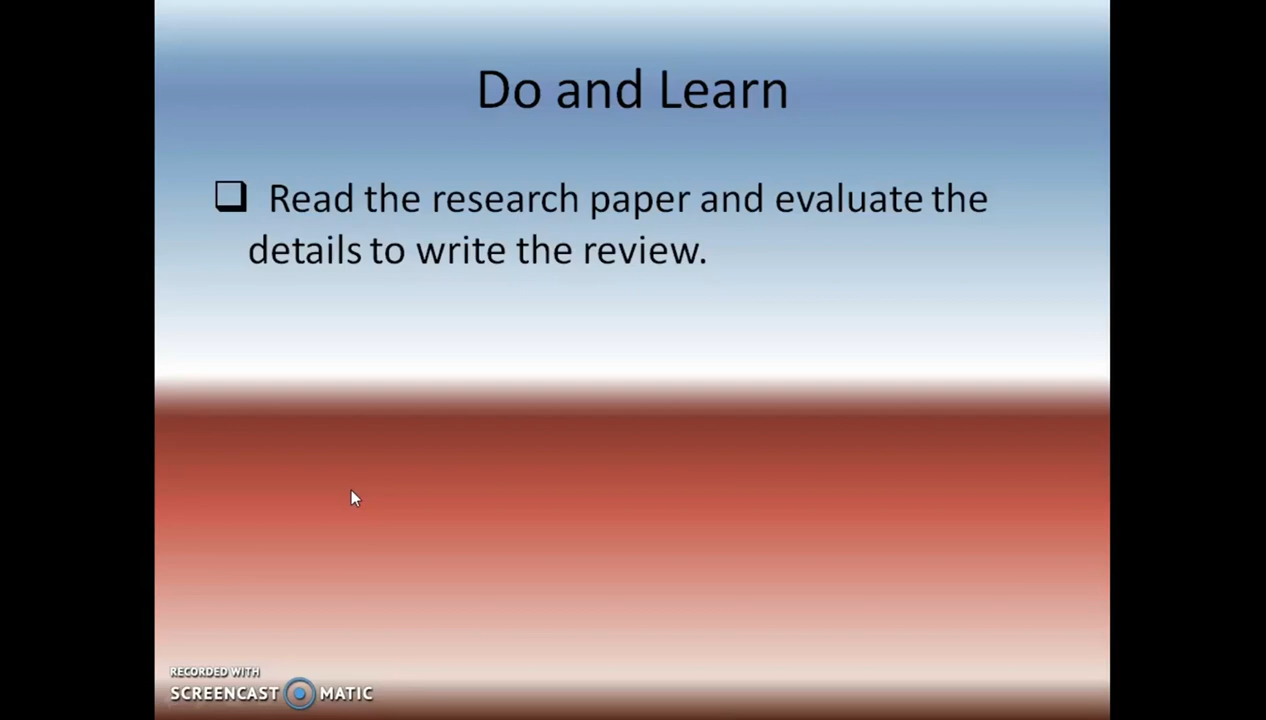 Do and Learn
❑ Read the research paper and evaluate the
details to write the review.
RECORDED WITH
SCREENCAST MATIC